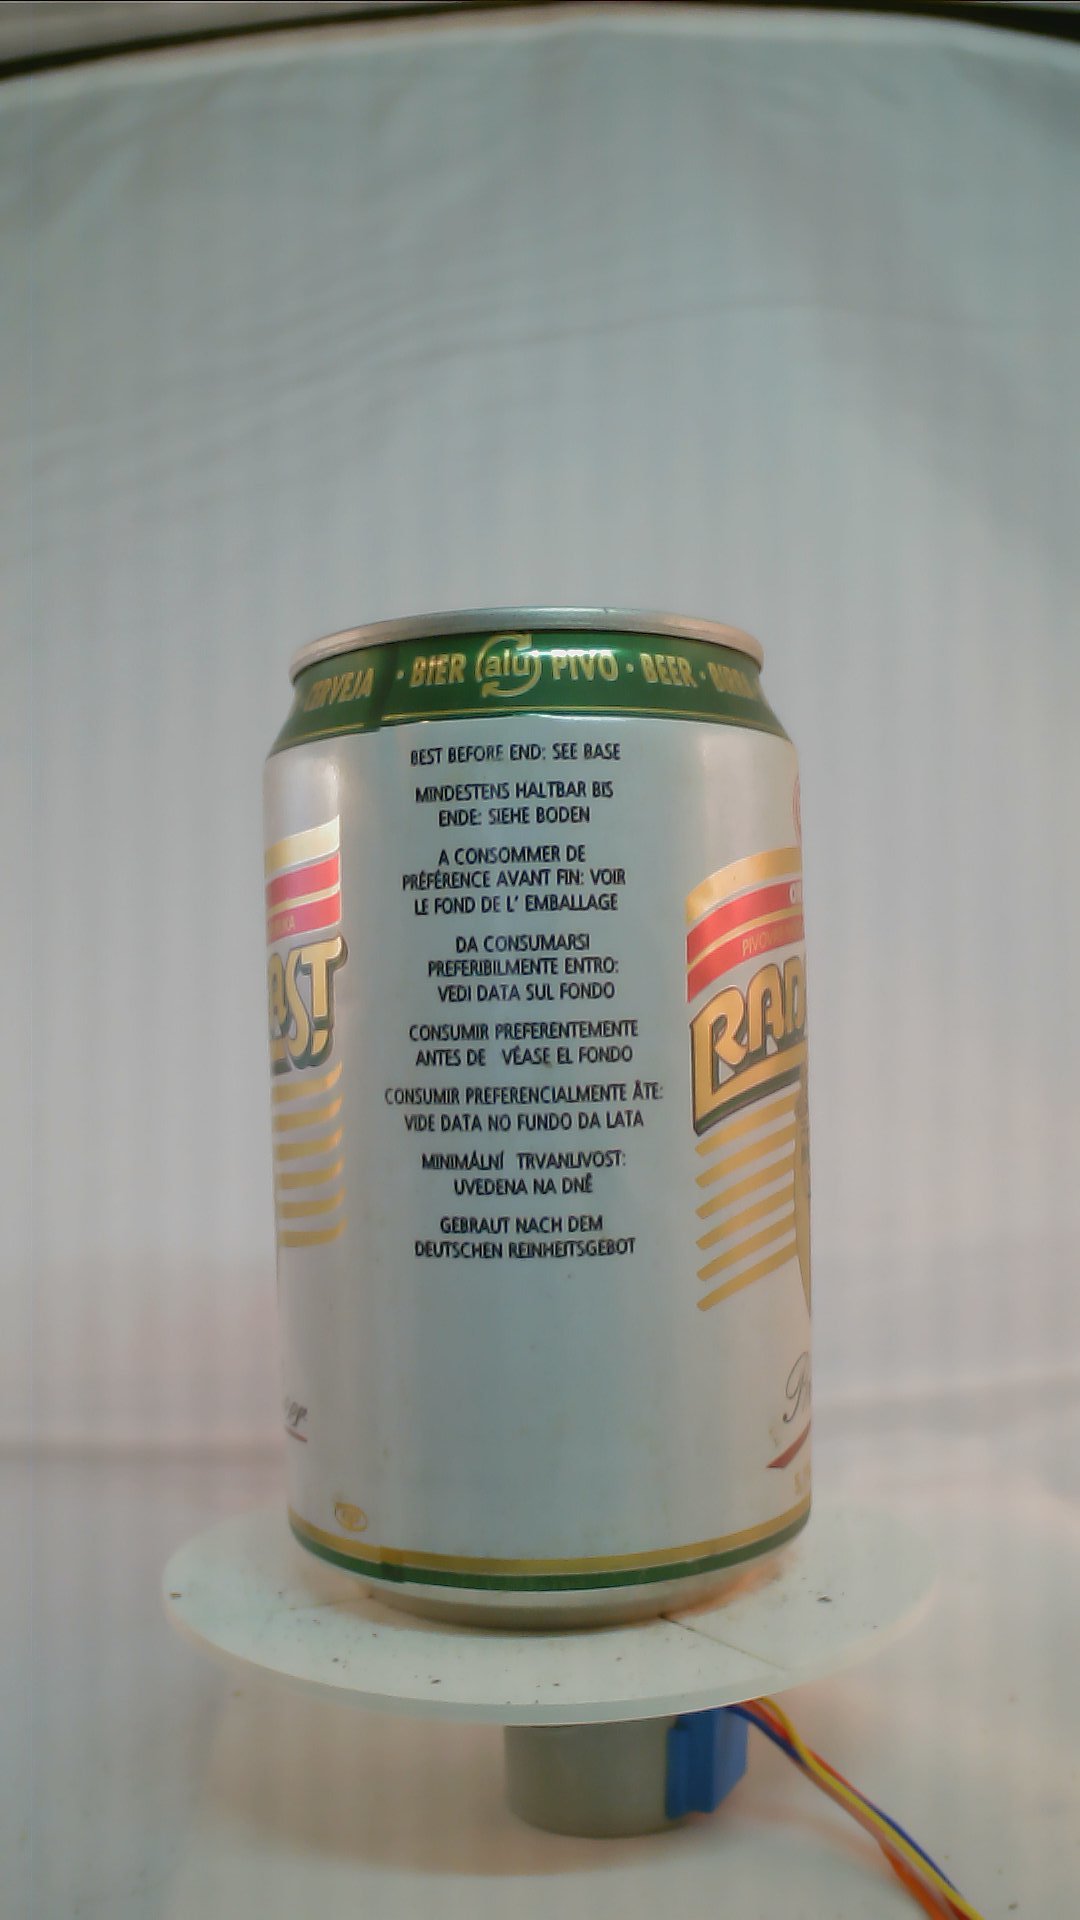 CERVEJA · BIER alu PIVO · BEER · BIRRA
BEST BEFORE END: SEE BASE
MINDESTENS HALTBAR BIS
ENDE: SIEHE BODEN
A CONSOMMER DE
PRÉFÉRENCE AVANT FIN: VOIR
LE FOND DE L' EMBALLAGE
DA CONSUMARSI
PREFERIBILMENTE ENTRO:
VEDI DATA SUL FONDO
CONSUMIR PREFERENTEMENTE
ANTES DE VÉASE EL FONDO
CONSUMIR PREFERENCIALMENTE ÂTE:
VIDE DATA NO FUNDO DA LATA
MINIMÁLNÍ TRVANLIVOST:
UVEDENA NA DNĚ
GEBRAUT NACH DEM
DEUTSCHEN REINHEITSGEBOT
AST
RAD